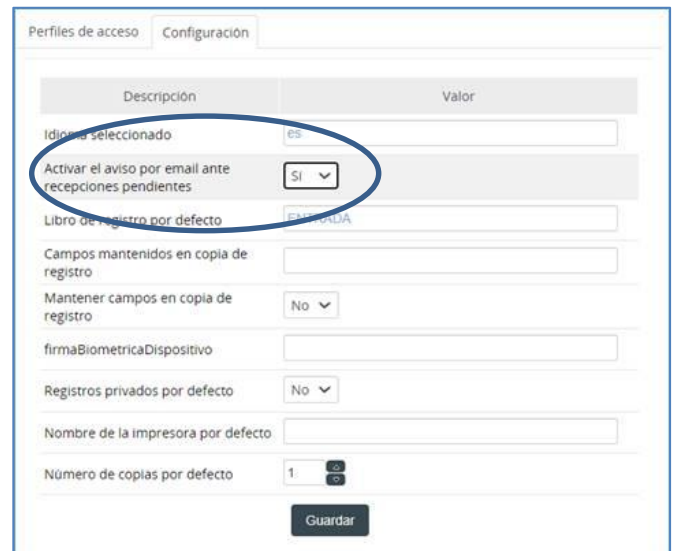 Perfiles de acceso Configuración
Descripción Valor
Idioma seleccionado es
Activar el aviso por email ante
recepciones pendientes
Sí
Libro de registro por defecto ENTRADA
Campos mantenidos en copia de
registro
Mantener campos en copia de
registro
No
firmaBiometricaDispositivo
Registros privados por defecto No
Nombre de la impresora por defecto
Número de copias por defecto 1
Guardar